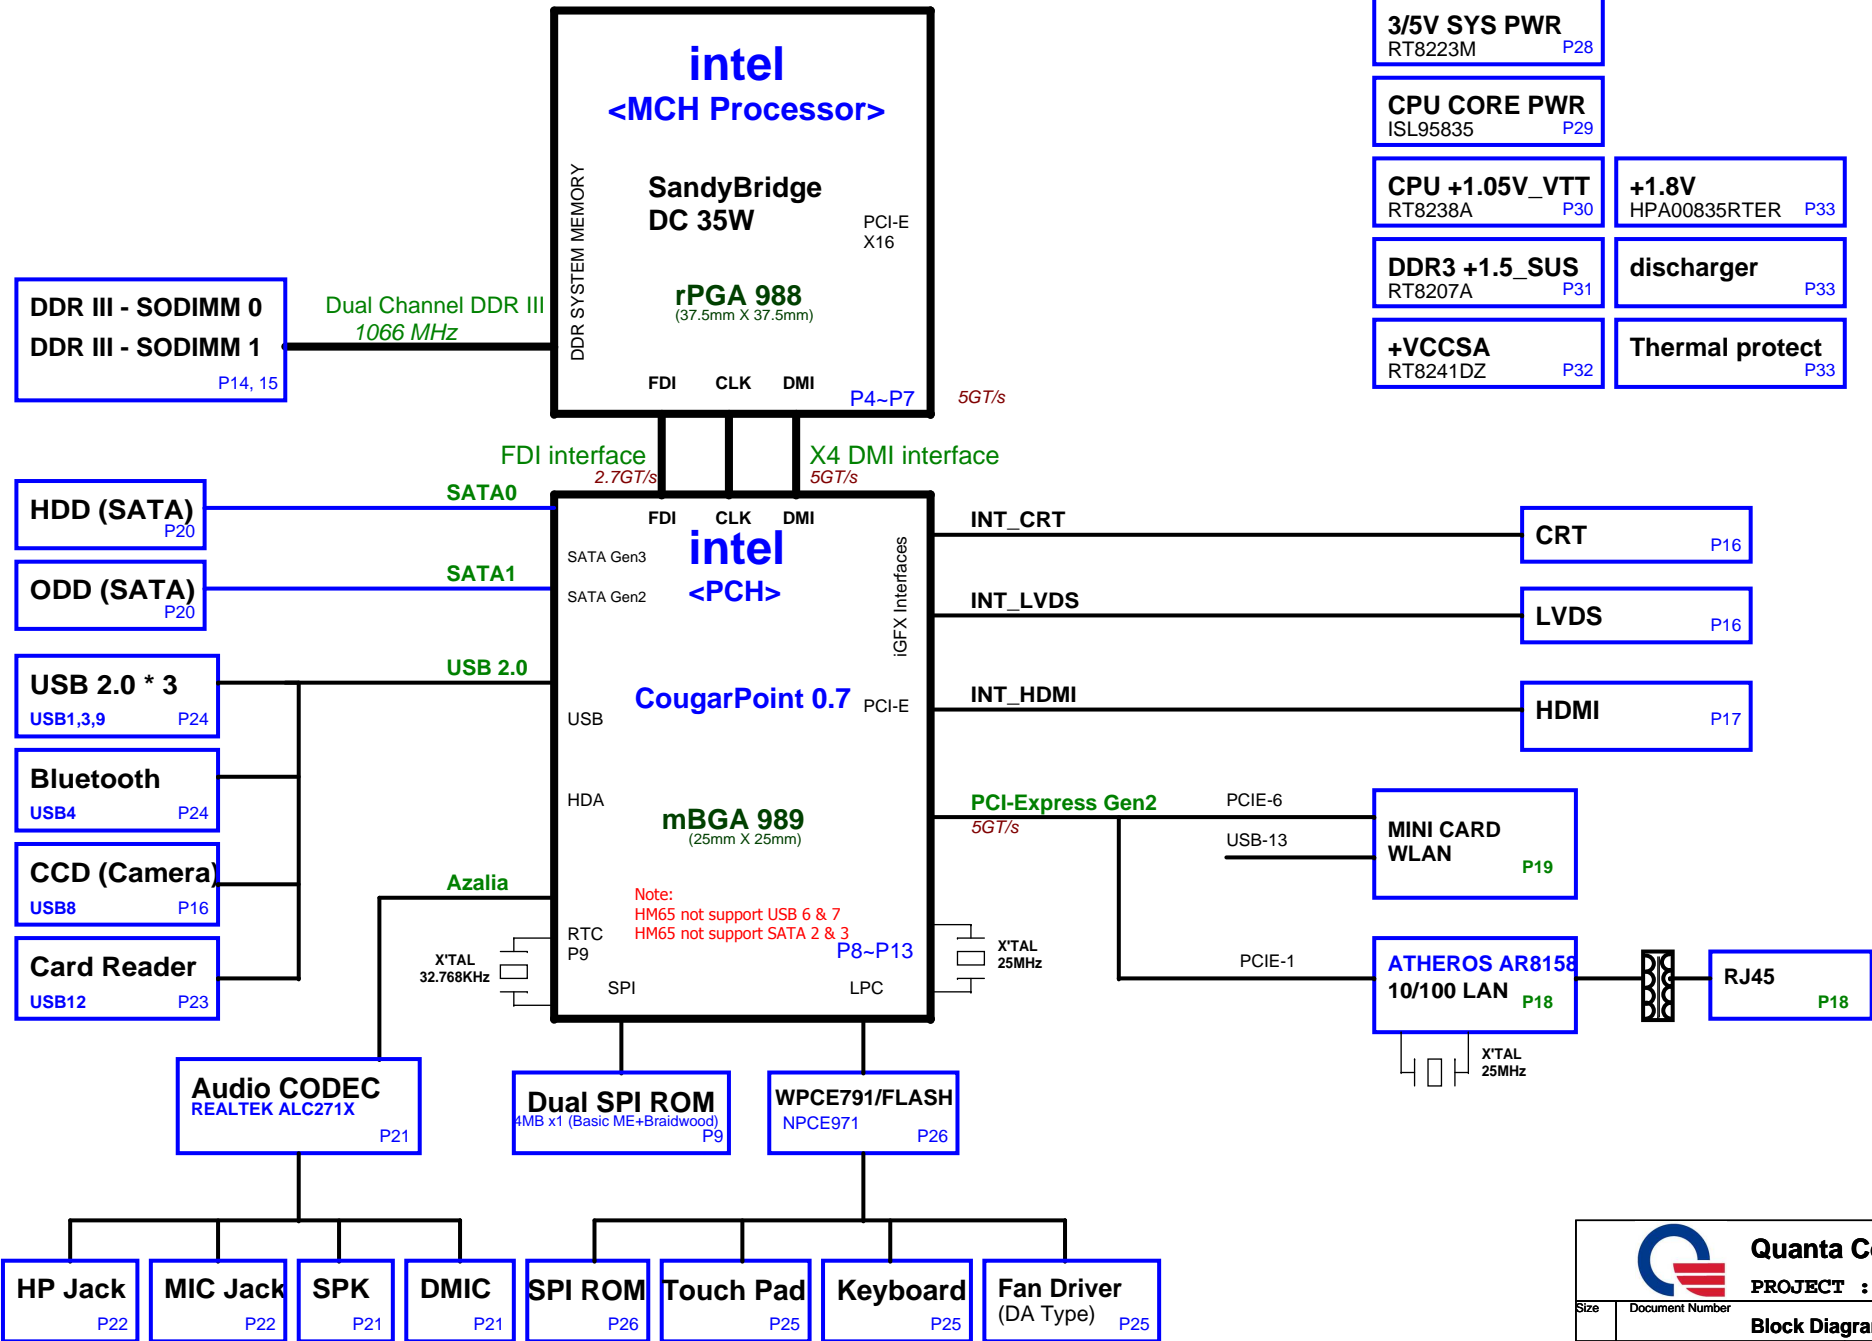 3/5V SYS PWR
RT8223M P28
CPU CORE PWR
ISL95835 P29
CPU +1.05V_VTT
RT8238A P30
+1.8V
HPA00835RTER P33
DDR3 +1.5_SUS
RT8207A P31
discharger
P33
+VCCSA
RT8241DZ P32
Thermal protect
P33
intel
<MCH Processor>
SandyBridge
DC 35W
PCI-E
X16
DDR SYSTEM MEMORY
rPGA 988
(37.5mm X 37.5mm)
FDI CLK DMI
P4~P7
5GT/s
DDR III - SODIMM 0
DDR III - SODIMM 1
P14, 15
Dual Channel DDR III
1066 MHz
FDI interface
2.7GT/s
X4 DMI interface
5GT/s
HDD (SATA)
P20
SATA0
ODD (SATA)
P20
SATA1
USB 2.0 * 3
USB1,3,9 P24
USB 2.0
Bluetooth
USB4 P24
CCD (Camera)
USB8 P16
Card Reader
USB12 P23
Azalia
FDI CLK DMI
intel
<PCH>
SATA Gen3
SATA Gen2
iGFX Interfaces
CougarPoint 0.7
USB
PCI-E
HDA
mBGA 989
(25mm X 25mm)
Note:
HM65 not support USB 6 & 7
HM65 not support SATA 2 & 3
RTC
P9
P8~P13
SPI
LPC
X'TAL
32.768KHz
X'TAL
25MHz
INT_CRT
CRT
P16
INT_LVDS
LVDS
P16
INT_HDMI
HDMI
P17
PCI-Express Gen2
5GT/s
PCIE-6
USB-13
MINI CARD
WLAN
P19
PCIE-1
ATHEROS AR8158
10/100 LAN P18
X'TAL
25MHz
RJ45
P18
Audio CODEC
REALTEK ALC271X
P21
Dual SPI ROM
4MB x1 (Basic ME+Braidwood)
P9
WPCE791/FLASH
NPCE971
P26
HP Jack
P22
MIC Jack
P22
SPK
P21
DMIC
P21
SPI ROM
P26
Touch Pad
P25
Keyboard
P25
Fan Driver
(DA Type) P25
Quanta C
PROJECT :
Size Document Number
Block Diagra